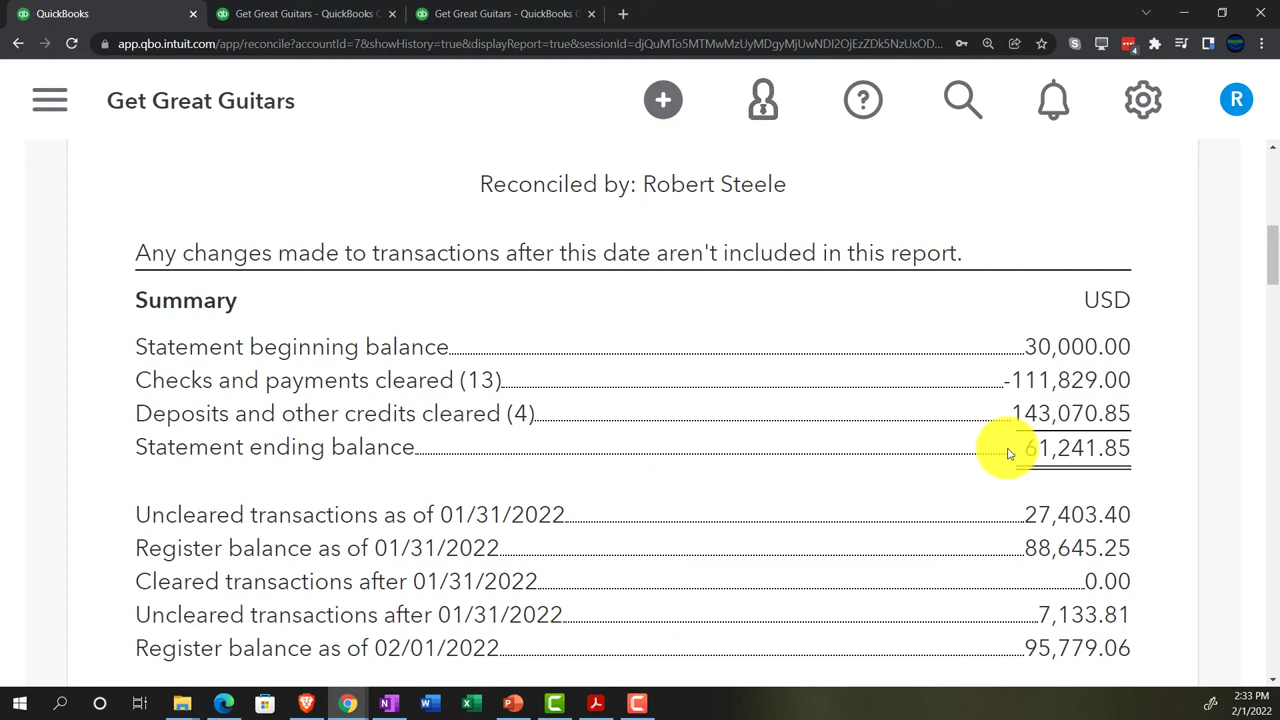 QuickBooks
Get Great Guitars - QuickBooks
Get Great Guitars - QuickBooks
app.qbo.intuit.com/app/reconcile?accountId=7&showHistory=true&displayReport=true&sessionId=
4
Get Great Guitars
R
Reconciled by: Robert Steele
Any changes made to transactions after this date aren't included in this report.
Summary USD
Statement beginning balance 30,000.00
Checks and payments cleared (13) -111,829.00
Deposits and other credits cleared (4) 143,070.85
Statement ending balance 61,241.85
Uncleared transactions as of 01/31/2022 27,403.40
Register balance as of 01/31/2022 88,645.25
Cleared transactions after 01/31/2022 0.00
Uncleared transactions after 01/31/2022 7,133.81
Register balance as of 02/01/2022 95,779.06
2:33 PM
2/1/2022